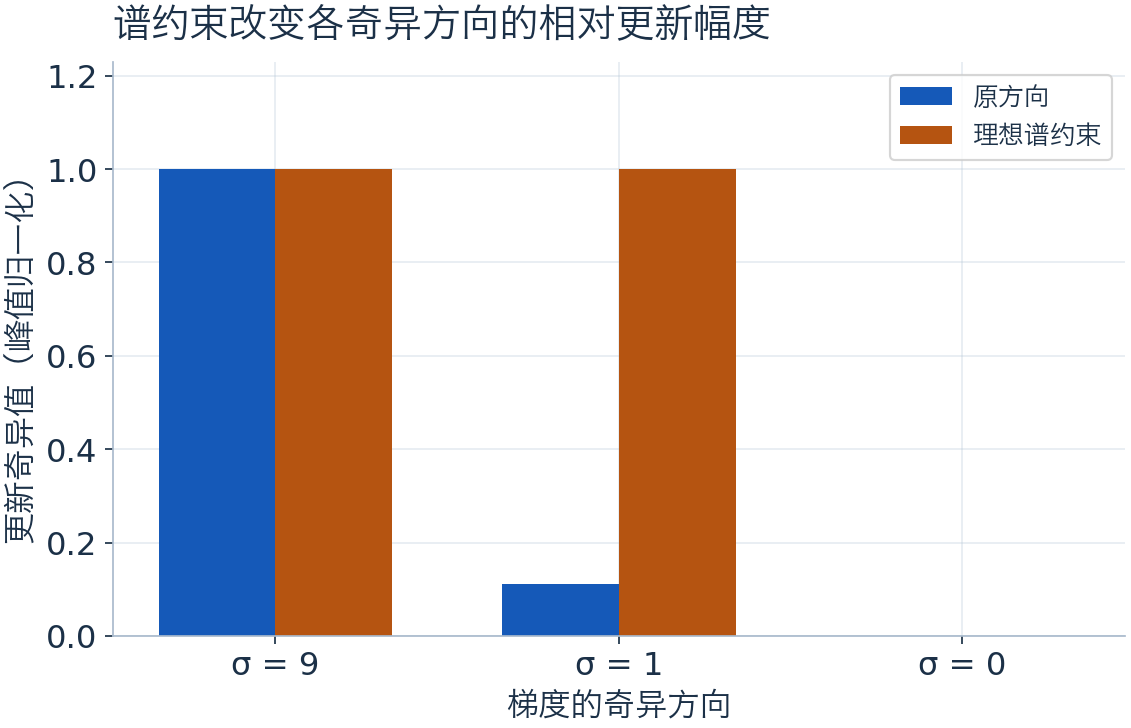 谱约束改变各奇异方向的相对更新幅度
原方向
理想谱约束
更新奇异值（峰值归一化）
1.2
1.0
0.8
0.6
0.4
0.2
0.0
σ = 9
σ = 1
σ = 0
梯度的奇异方向